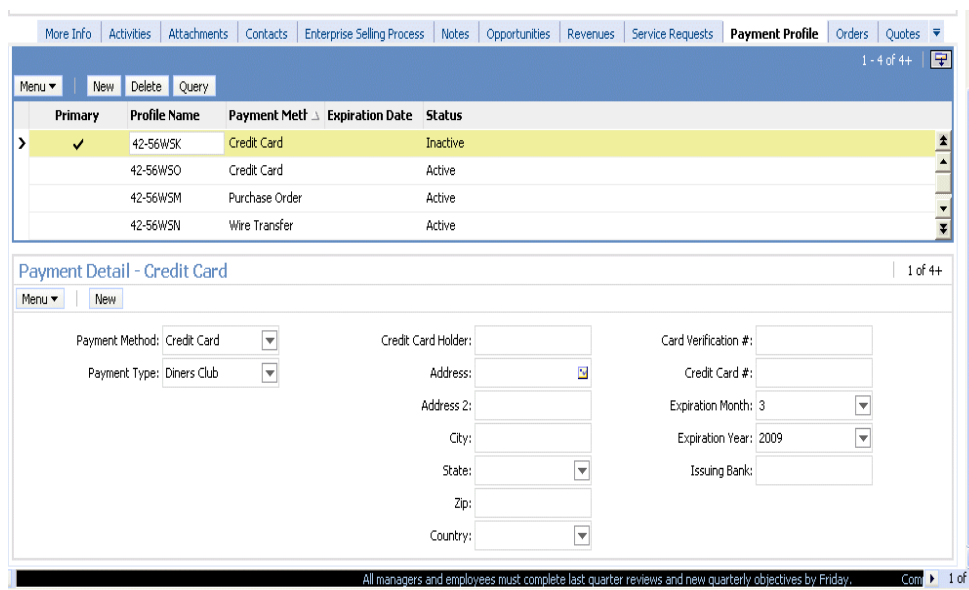 More Info Activities Attachments Contacts Enterprise Selling Process Notes Opportunities Revenues Service Requests Payment Profile Orders Quotes
1 - 4 of 4+
Menu New Delete Query
Primary Profile Name Payment Meth Expiration Date Status
42-56WSK Credit Card Inactive
42-56WSO Credit Card Active
42-56WSM Purchase Order Active
42-56WSN Wire Transfer Active
Payment Detail - Credit Card 1 of 4+
Menu New
Payment Method: Credit Card Credit Card Holder: Card Verification #:
Payment Type: Diners Club Address: Credit Card #:
Address 2: Expiration Month: 3
City: Expiration Year: 2009
State: Issuing Bank:
Zip:
Country:
All managers and employees must complete last quarter reviews and new quarterly objectives by Friday. 1 of